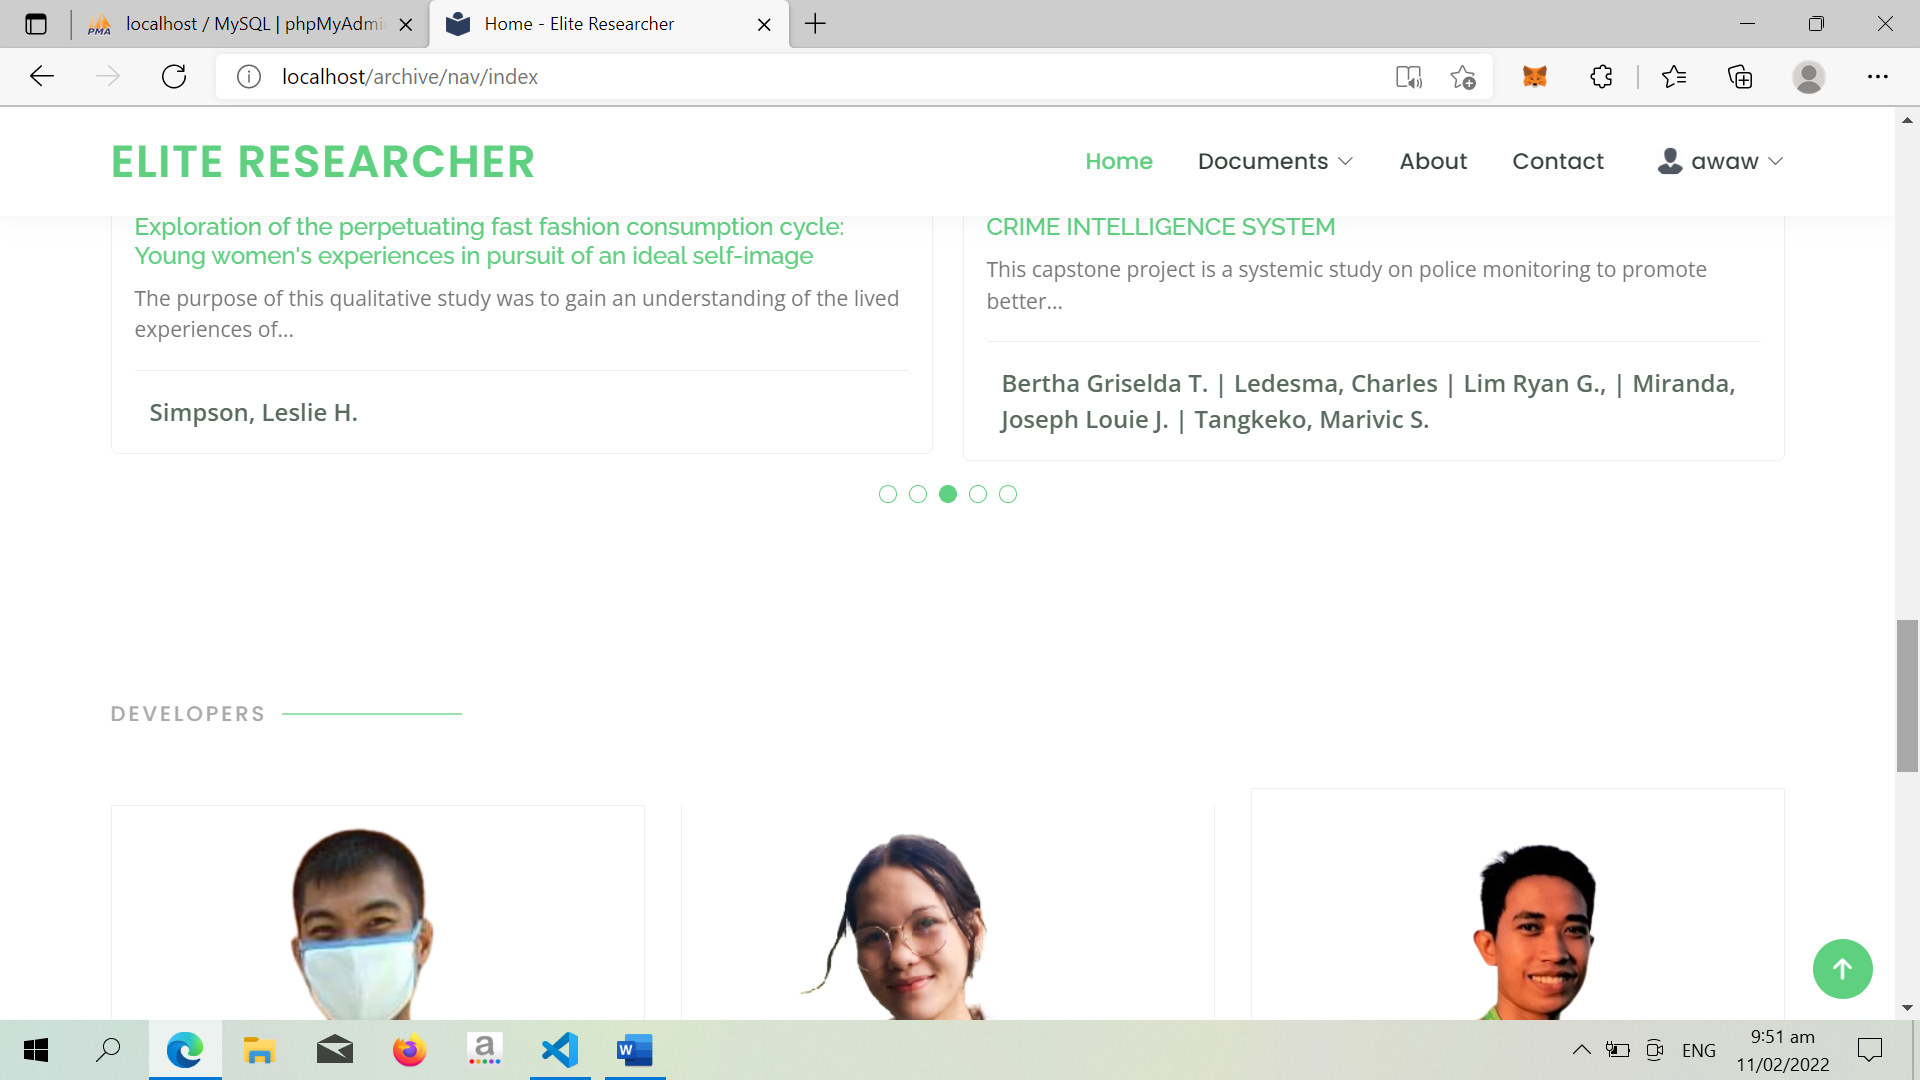 localhost / MySQL | phpMyAdmi
Home - Elite Researcher
localhost/archive/nav/index
ELITE RESEARCHER
Home
Documents
About
Contact
awaw
Exploration of the perpetuating fast fashion consumption cycle:
Young women's experiences in pursuit of an ideal self-image
The purpose of this qualitative study was to gain an understanding of the lived
experiences of...
Simpson, Leslie H.
CRIME INTELLIGENCE SYSTEM
This capstone project is a systemic study on police monitoring to promote
better...
Bertha Griselda T. | Ledesma, Charles | Lim Ryan G., | Miranda,
Joseph Louie J. | Tangkeko, Marivic S.
DEVELOPERS
ENG
9:51 am
11/02/2022